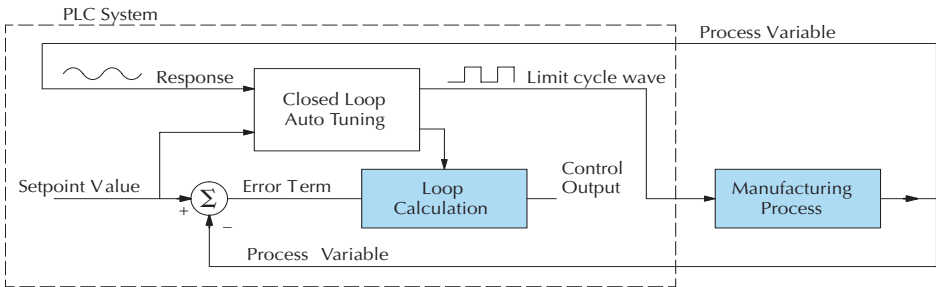 PLC System
Process Variable
Response
Limit cycle wave
Closed Loop
Auto Tuning
Setpoint Value
Error Term
Loop
Calculation
Control
Output
Manufacturing
Process
+
Σ
–
Process Variable